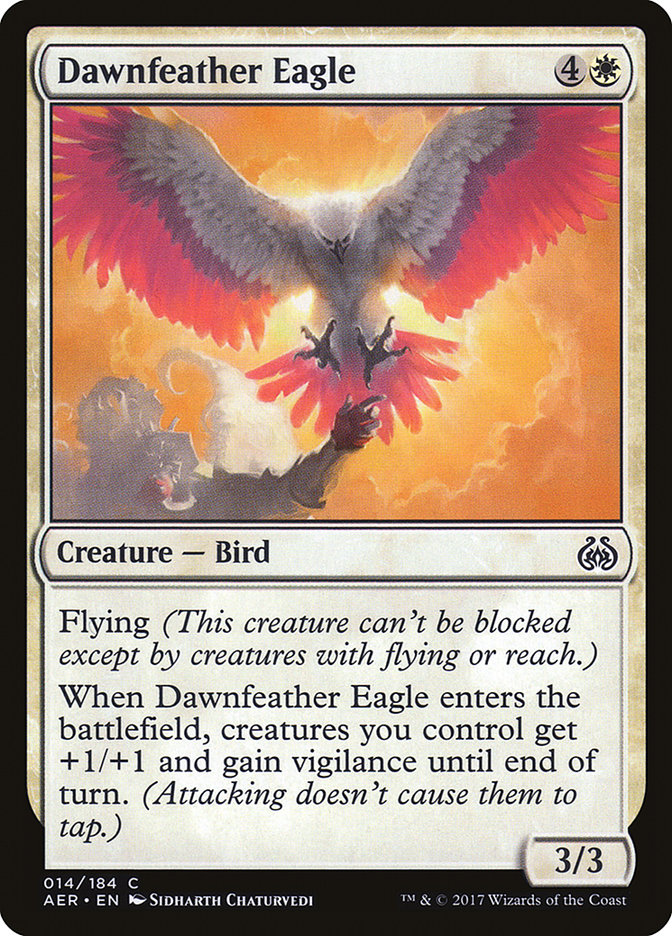 Dawnfeather Eagle 4
Creature — Bird
Flying (This creature can't be blocked
except by creatures with flying or reach.)
When Dawnfeather Eagle enters the
battlefield, creatures you control get
+1/+1 and gain vigilance until end of
turn. (Attacking doesn't cause them to
tap.)
3/3
014/184 C
AER • EN Sidharth Chaturvedi
™ & © 2017 Wizards of the Coast